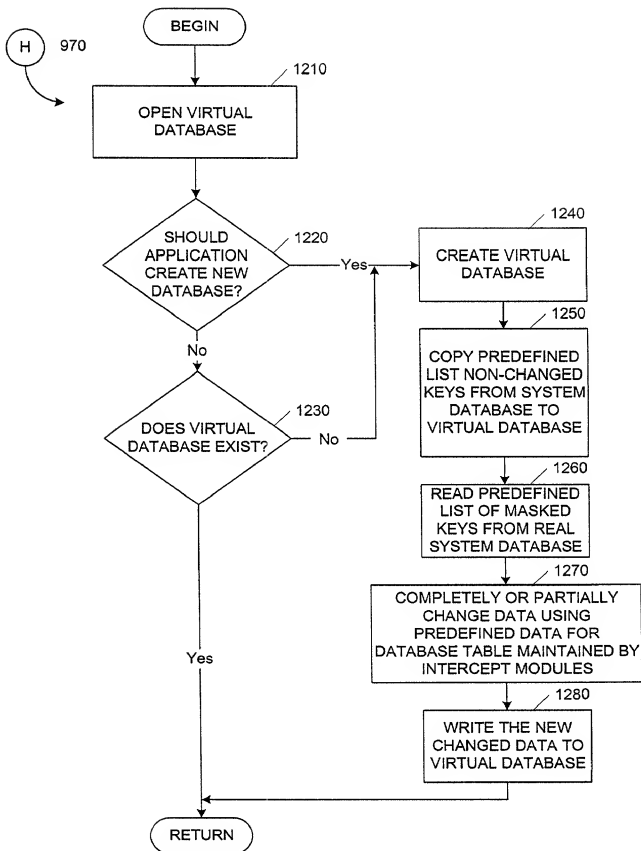 BEGIN
H 970
1210
OPEN VIRTUAL
DATABASE
1220
SHOULD
APPLICATION
CREATE NEW
DATABASE?
Yes
No
1230
DOES VIRTUAL
DATABASE EXIST?
No
Yes
1240
CREATE VIRTUAL
DATABASE
1250
COPY PREDEFINED
LIST NON-CHANGED
KEYS FROM SYSTEM
DATABASE TO
VIRTUAL DATABASE
1260
READ PREDEFINED
LIST OF MASKED
KEYS FROM REAL
SYSTEM DATABASE
1270
COMPLETELY OR PARTIALLY
CHANGE DATA USING
PREDEFINED DATA FOR
DATABASE TABLE MAINTAINED BY
INTERCEPT MODULES
1280
WRITE THE NEW
CHANGED DATA TO
VIRTUAL DATABASE
RETURN